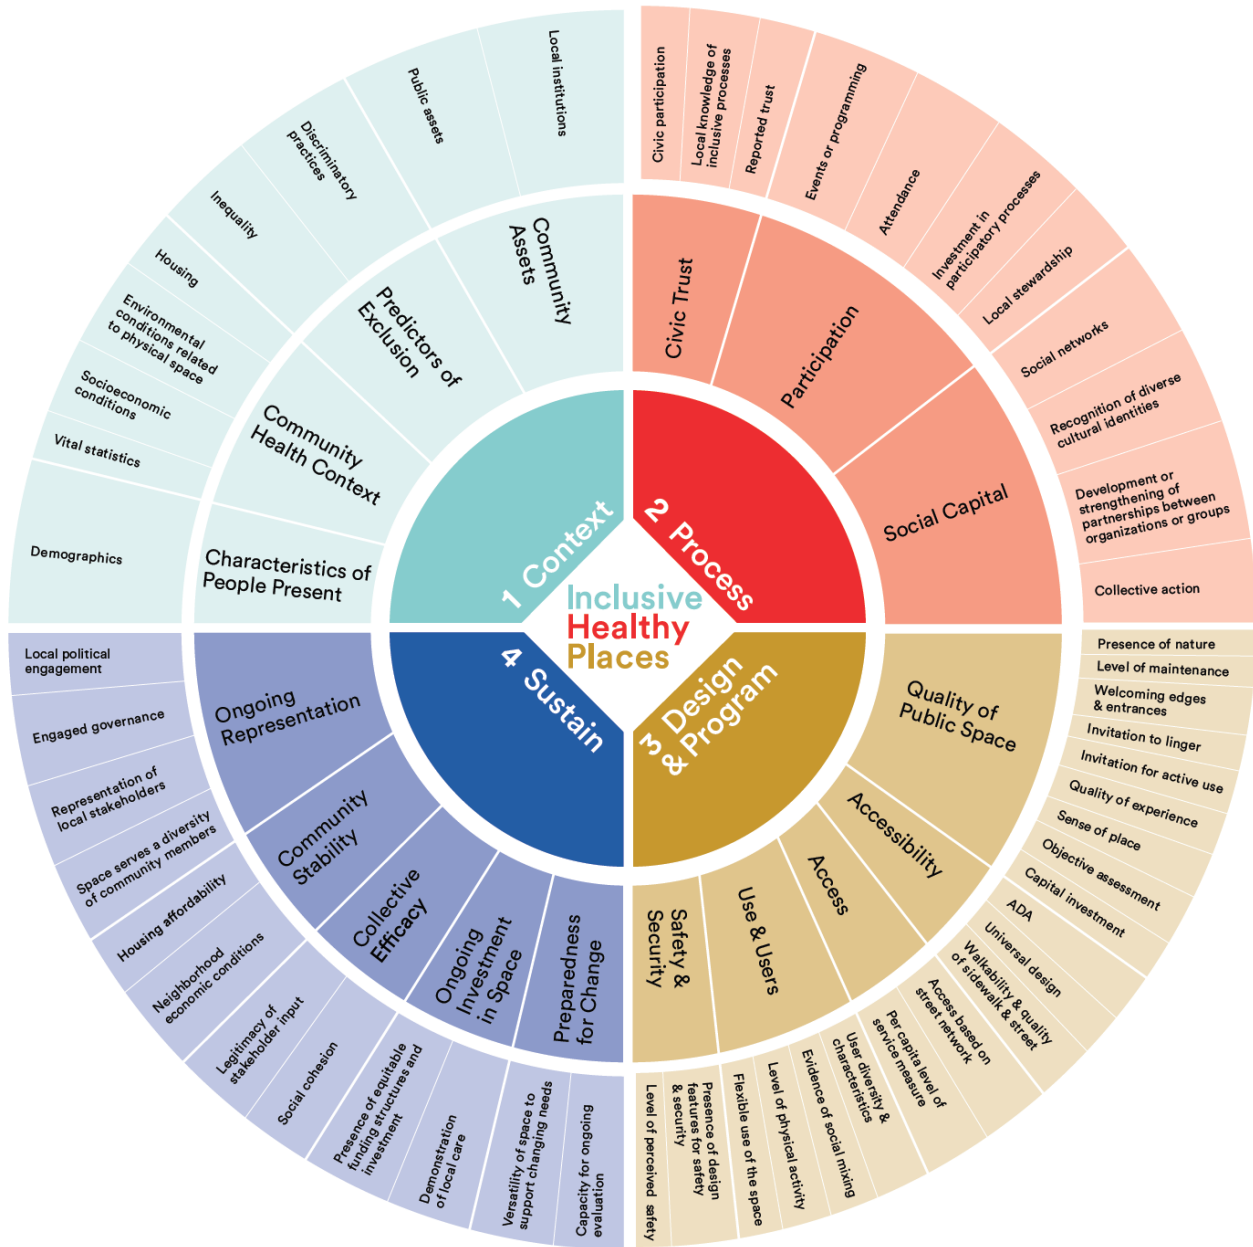 Inclusive
Healthy
Places
1 Context
Community
Assets
Local institutions
Public assets
Predictors of
Exclusion
Discriminatory
practices
Inequality
Community
Health Context
Housing
Environmental
conditions related
to physical space
Socioeconomic
conditions
Vital statistics
Characteristics of
People Present
Demographics
2 Process
Civic Trust
Civic participation
Local knowledge of
inclusive processes
Reported trust
Participation
Events or programming
Attendance
Investment in
participatory processes
Local stewardship
Social Capital
Social networks
Recognition of diverse
cultural identities
Development or
strengthening of
partnerships between
organizations or groups
Collective action
3 Design
& Program
Quality of
Public Space
Presence of nature
Level of maintenance
Welcoming edges
& entrances
Invitation to linger
Invitation for active use
Quality of experience
Sense of place
Objective assessment
Capital investment
Accessibility
ADA
Universal design
Walkability & quality
of sidewalk & street
Access
Access based on
street network
Per capita level of
service measure
Use & Users
User diversity &
characteristics
Evidence of social mixing
Level of physical activity
Flexible use of the space
Safety &
Security
Presence of design
features for safety
& security
Level of perceived safety
4 Sustain
Ongoing
Representation
Local political
engagement
Engaged governance
Representation of
local stakeholders
Space serves a diversity
of community members
Community
Stability
Housing affordability
Neighborhood
economic conditions
Collective
Efficacy
Legitimacy of
stakeholder input
Social cohesion
Ongoing
Investment
in Space
Presence of equitable
funding structures and
investment
Demonstration
of local care
Preparedness
for Change
Versatility of space to
support changing needs
Capacity for ongoing
evaluation